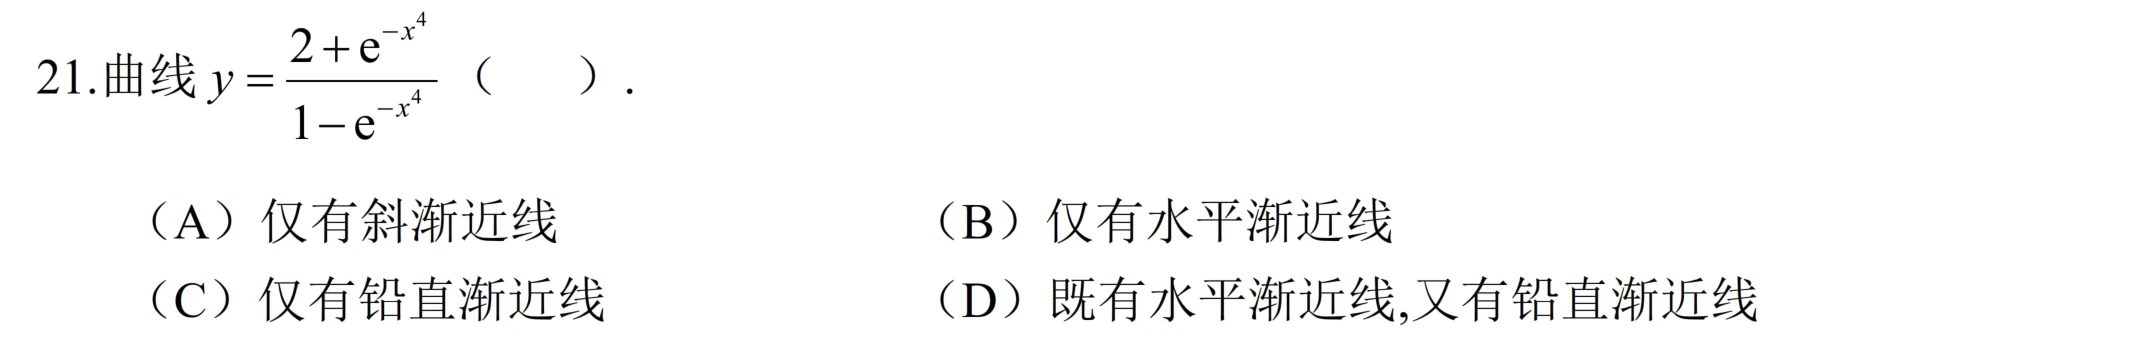 21.曲线 $y=\frac{2+\mathrm{e}^{-x^4}}{1-\mathrm{e}^{-x^4}}$（　　）.
（A）仅有斜渐近线　　（B）仅有水平渐近线
（C）仅有铅直渐近线　　（D）既有水平渐近线,又有铅直渐近线